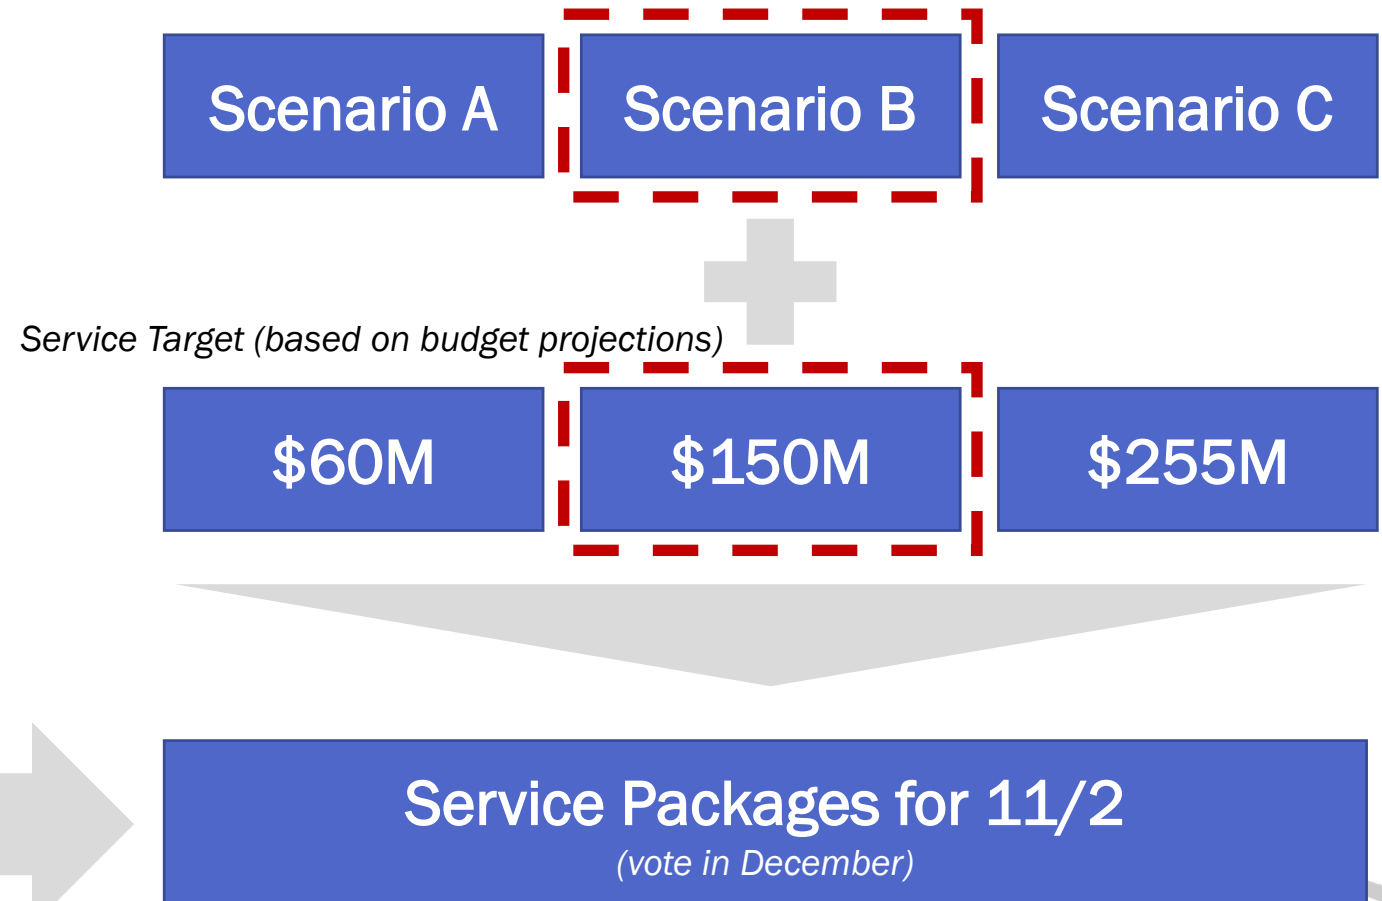 Scenario A
Scenario B
Scenario C
Service Target (based on budget projections)
$60M
$150M
$255M
Service Packages for 11/2
(vote in December)